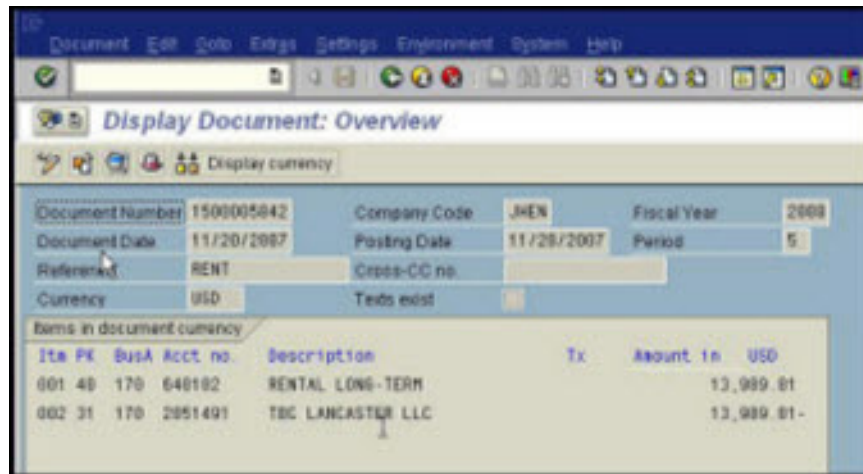 Document Edit Goto Extras Settings Environment System Help
Display Document: Overview
Display currency
Document Number 1500005842 Company Code JHEN Fiscal Year 2008
Document Date 11/20/2007 Posting Date 11/20/2007 Period 5
Reference RENT Cross-CC no.
Currency USD Texts exist
Items in document currency
Itm PK BusA Acct no. Description Tx Amount in USD
001 40 170 640102 RENTAL LONG-TERM 13,989.01
002 31 170 2051491 TBC LANCASTER LLC 13,989.01-